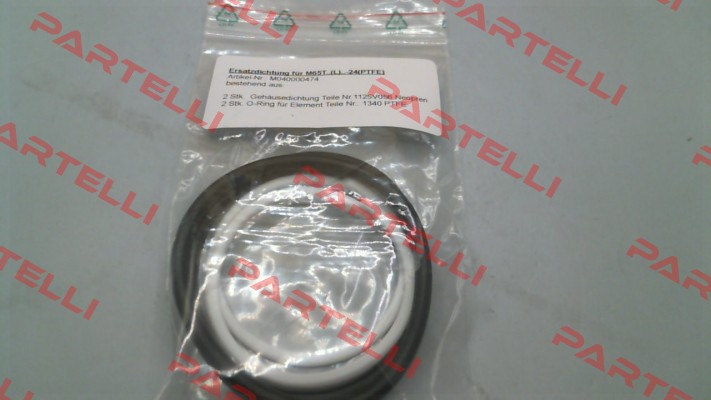 Ersatzdichtung für M65T..(L)..-24(PTFE)
Artikel-Nr. M040000474
bestehend aus:
2 Stk. Gehäusedichtung Teile Nr.1125V056 Neopren
2 Stk. O-Ring für Element Teile Nr.: 1340 PTFE
PARTELLI
PARTELLI
PARTELLI
PARTELLI
PARTELLI
PARTELLI
PARTELLI
PARTELLI